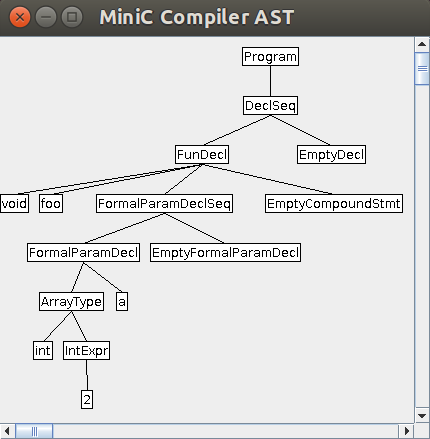 MiniC Compiler AST
Program
DeclSeq
FunDecl EmptyDecl
void foo FormalParamDeclSeq EmptyCompoundStmt
FormalParamDecl EmptyFormalParamDecl
ArrayType a
int IntExpr
2